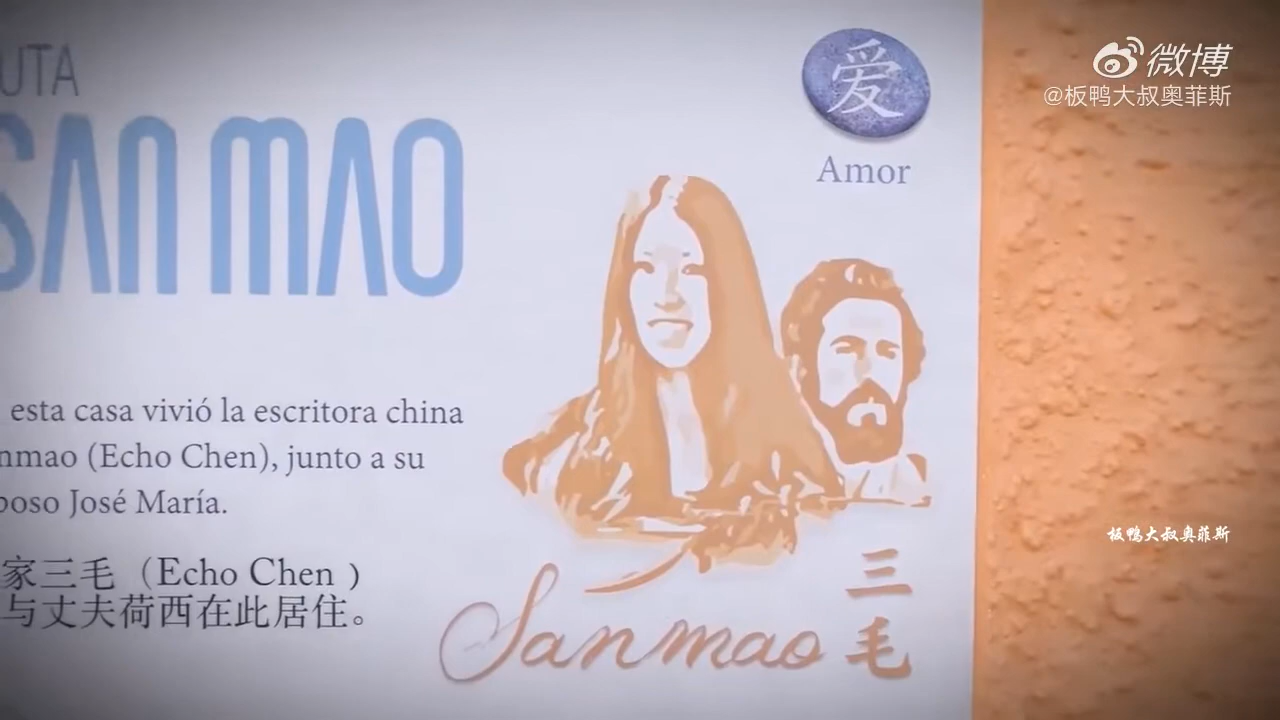 UTA
SAN MAO
爱
Amor
微博
@板鸭大叔奥菲斯
esta casa vivió la escritora china
nmao (Echo Chen), junto a su
poso José María.
家三毛（Echo Chen ）
与丈夫荷西在此居住。
Sanmao
三毛
板鸭大叔奥菲斯